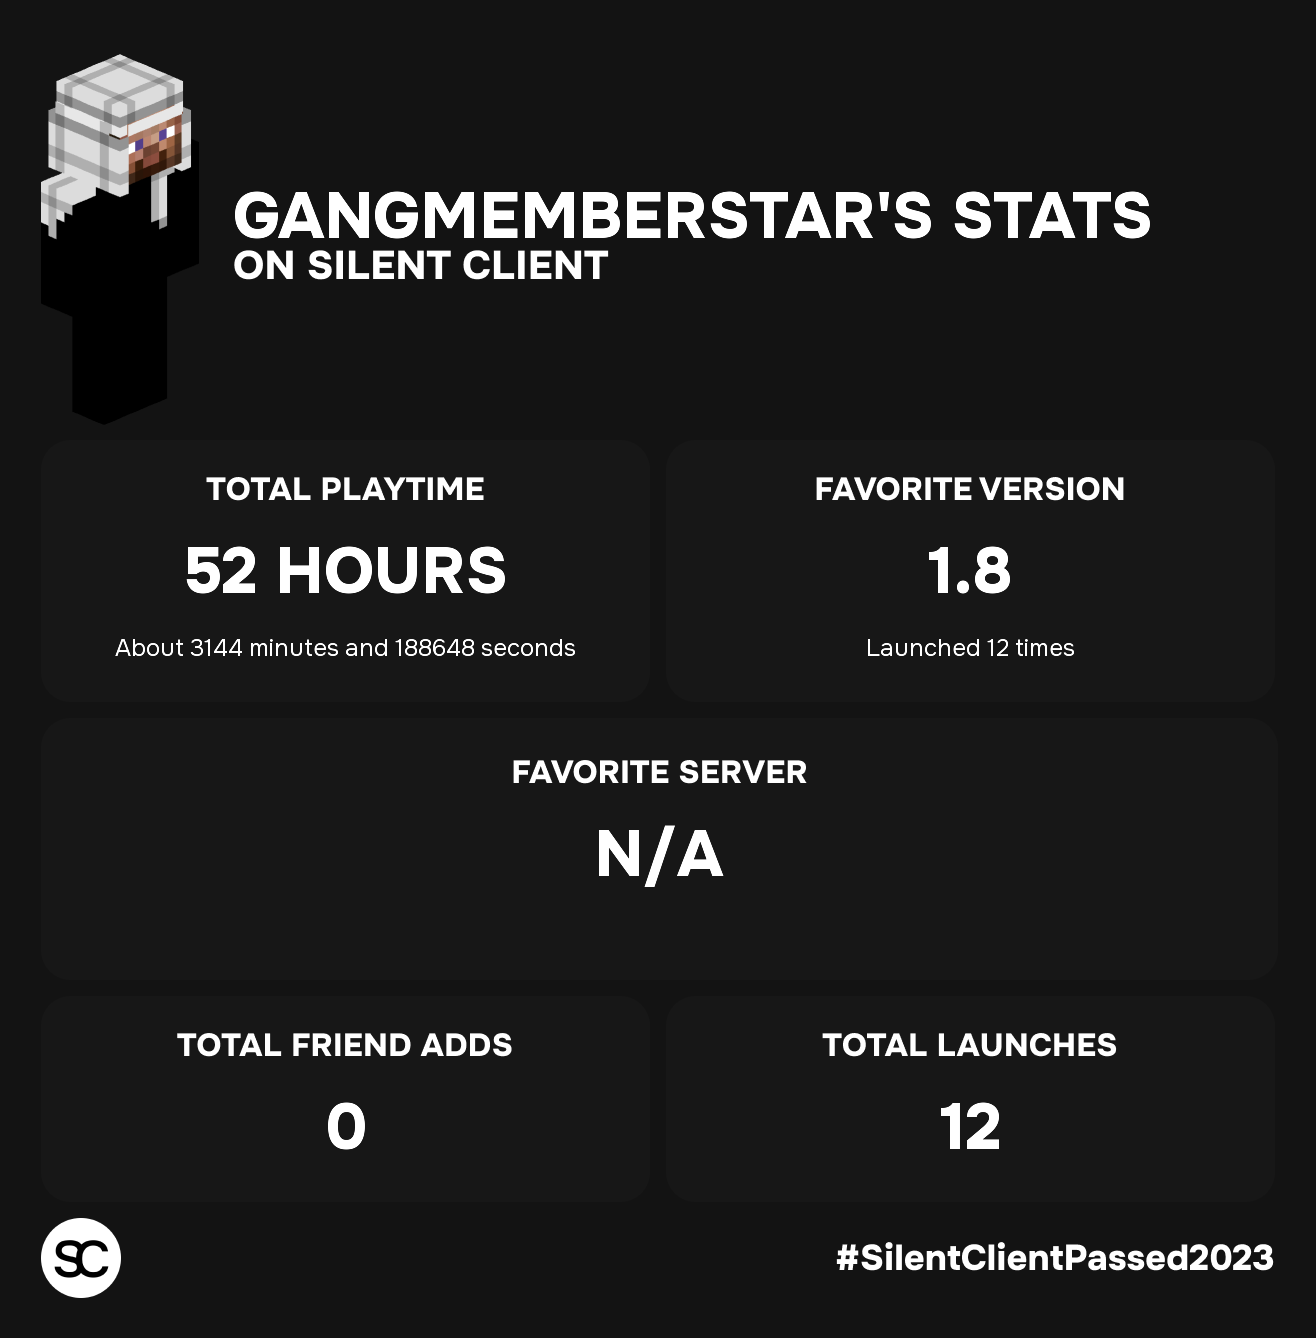 GANGMEMBERSTAR'S STATS
ON SILENT CLIENT
TOTAL PLAYTIME
52 HOURS
About 3144 minutes and 188648 seconds
FAVORITE VERSION
1.8
Launched 12 times
FAVORITE SERVER
N/A
TOTAL FRIEND ADDS
0
TOTAL LAUNCHES
12
SC
#SilentClientPassed2023